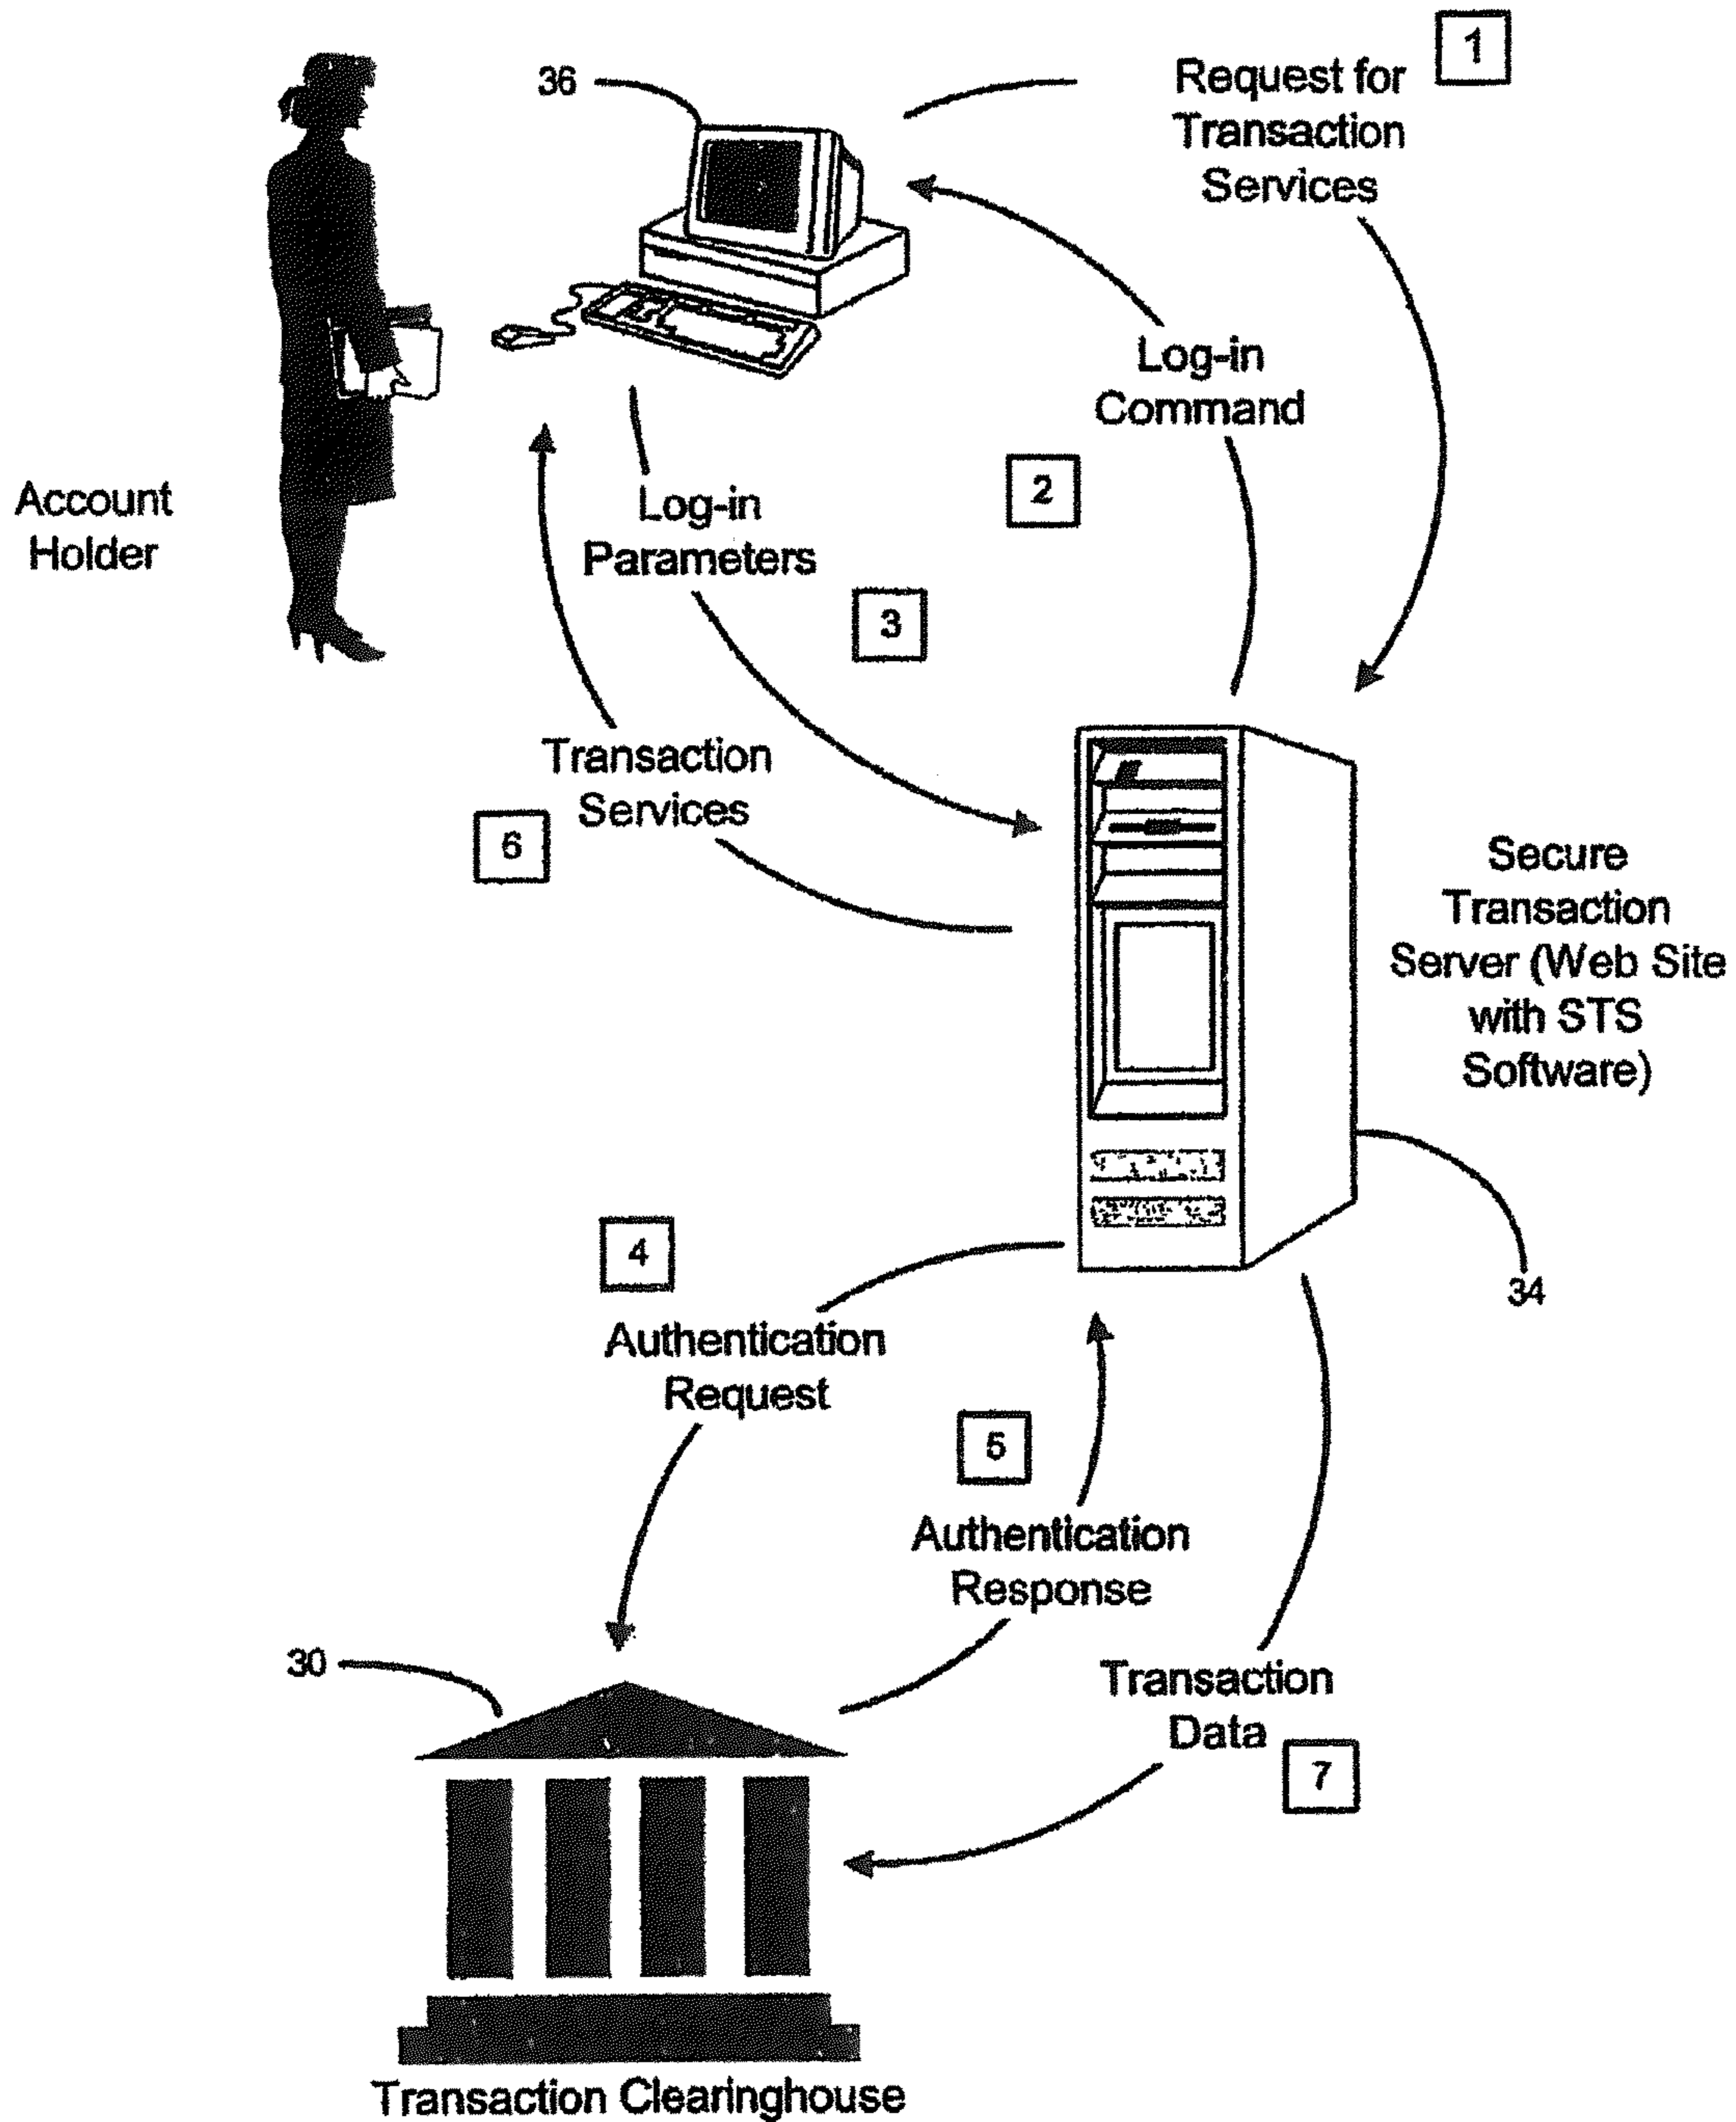 1
36
Request for
Transaction
Services
Log-in
Command
2
Account
Holder
Log-in
Parameters
3
Transaction
Services
6
Secure
Transaction
Server (Web Site
with STS
Software)
34
4
Authentication
Request
5
Authentication
Response
30
Transaction
Data
7
Transaction Clearinghouse